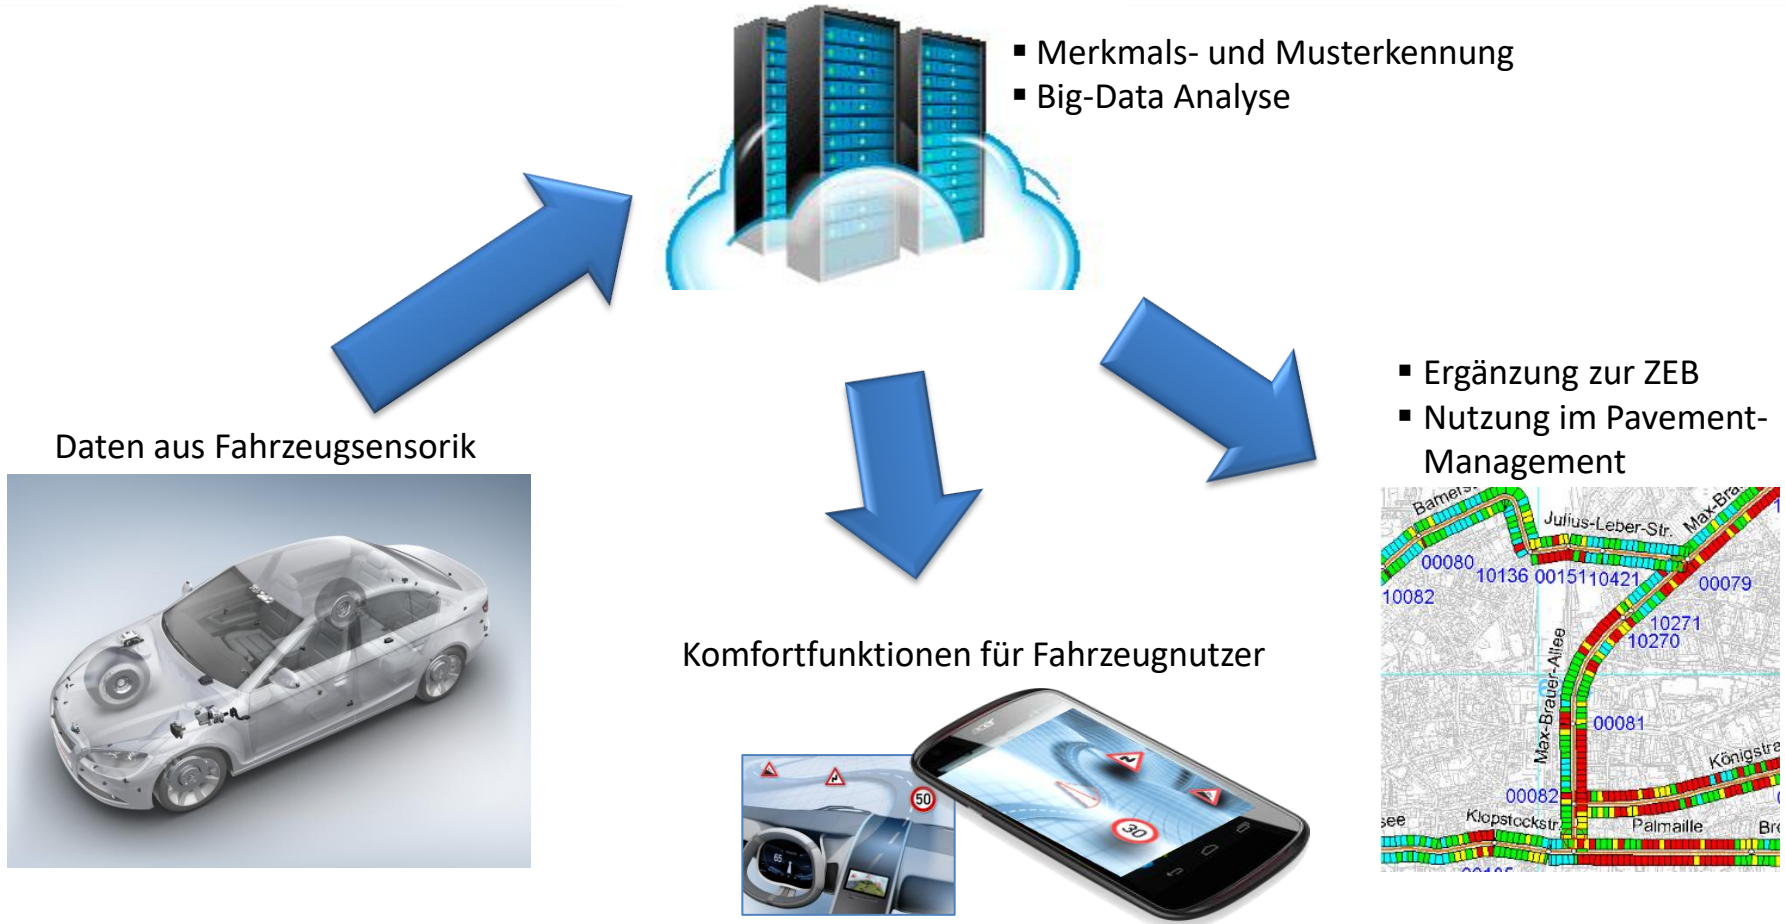 ▪ Merkmals- und Musterkennung
▪ Big-Data Analyse
▪ Ergänzung zur ZEB
▪ Nutzung im Pavement-
Management
Daten aus Fahrzeugsensorik
Komfortfunktionen für Fahrzeugnutzer
50
65
acer
30
Julius-Leber-Str.
00080
10136 00151 10421
00079
10082
10271
10270
Max-Brauer-Allee
00081
00082
Klopstockstr.
Palmaille